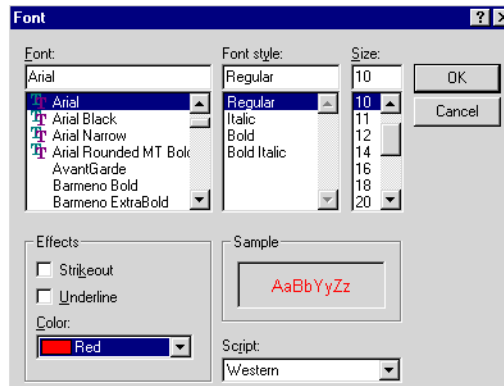 Font
Font:
Arial
Arial
Arial Black
Arial Narrow
Arial Rounded MT Bold
AvantGarde
Barmeno Bold
Barmeno ExtraBold
Font style:
Regular
Regular
Italic
Bold
Bold Italic
Size:
10
10
11
12
14
16
18
20
OK
Cancel
Effects
Strikeout
Underline
Color:
Red
Sample
AaBbYyZz
Script:
Western